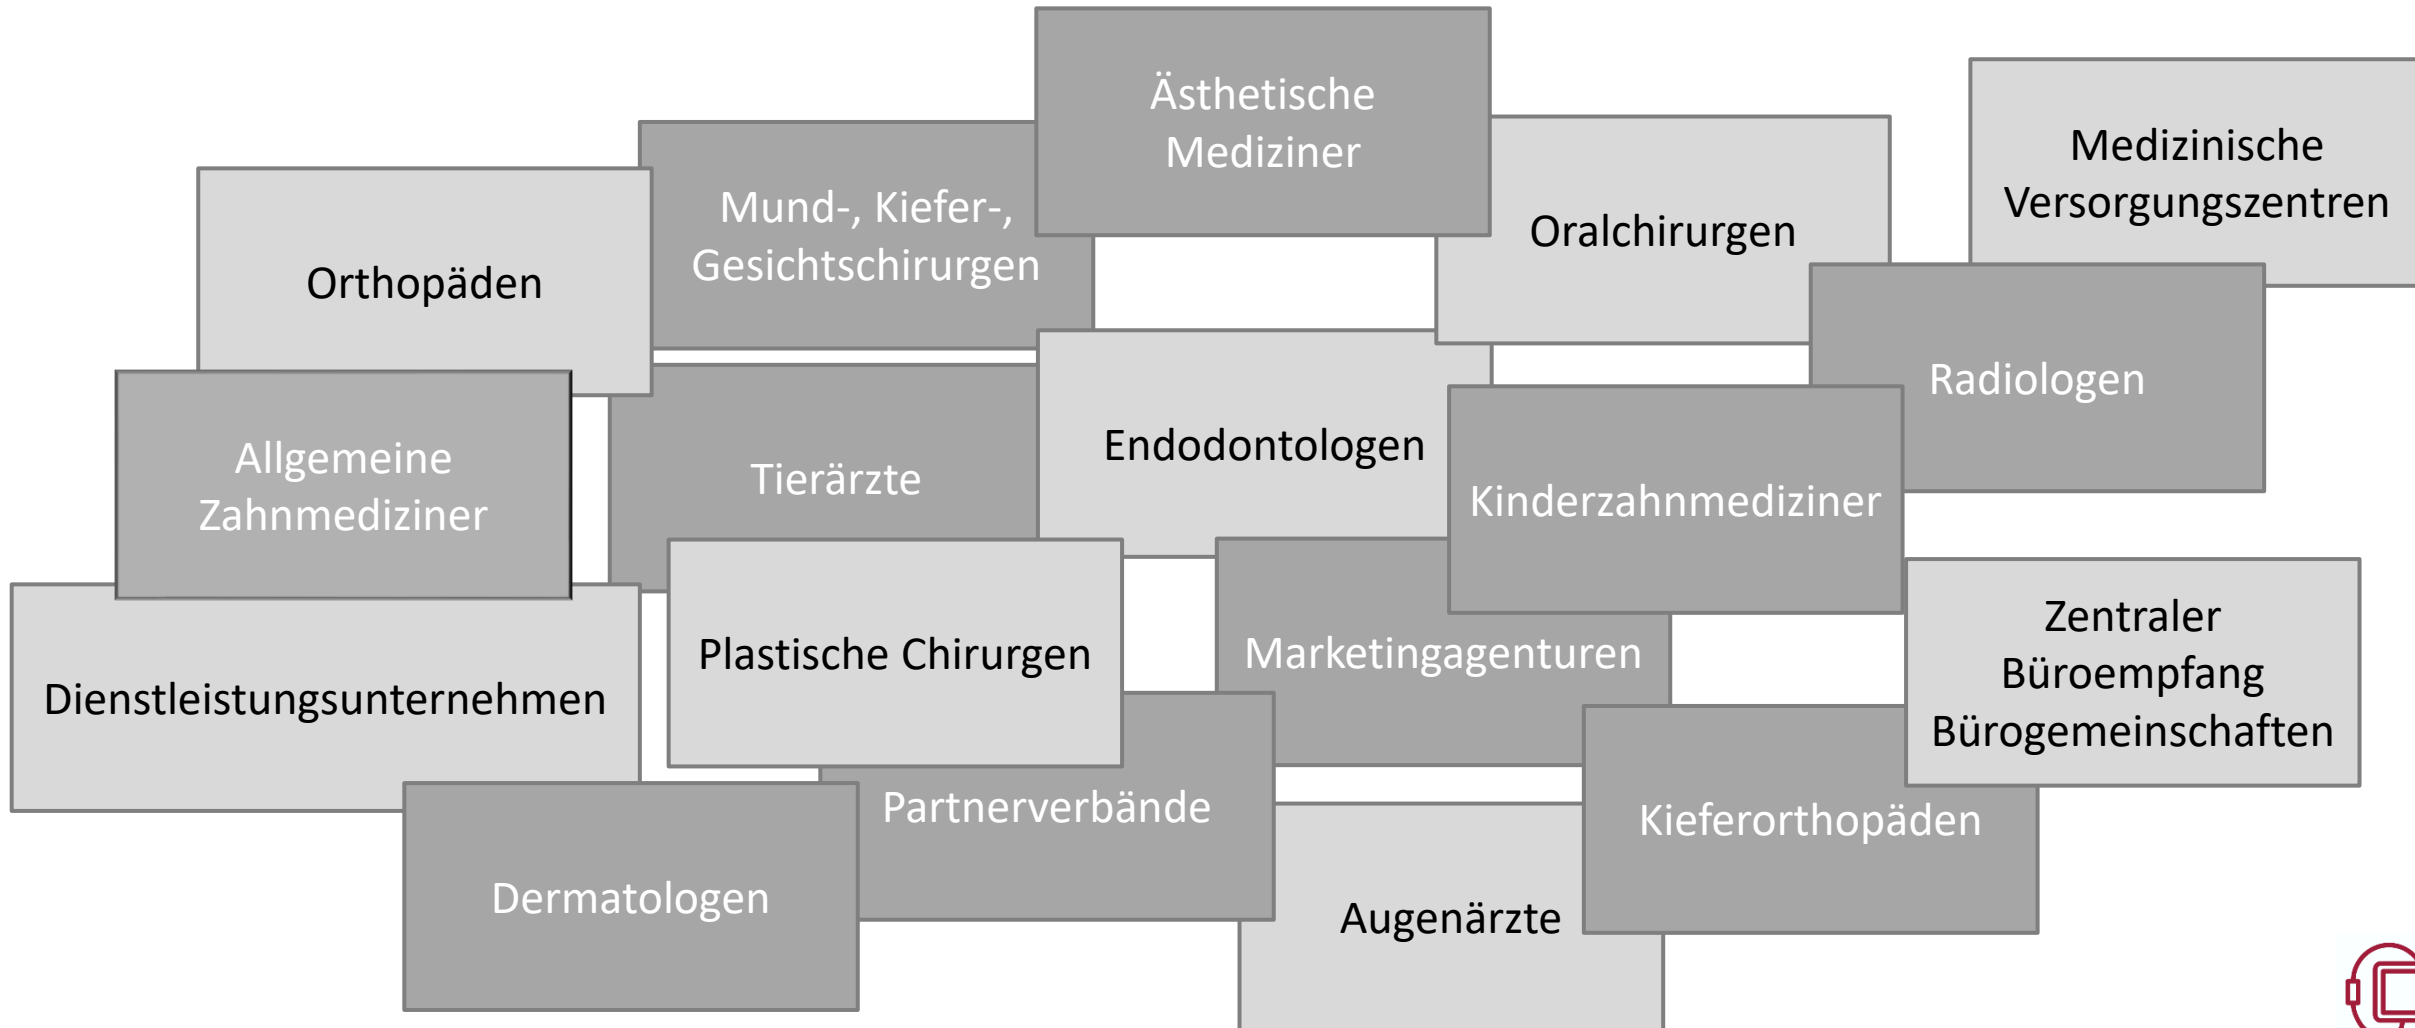 Ästhetische
Mediziner
Medizinische
Versorgungszentren
Mund-, Kiefer-,
Gesichtschirurgen
Oralchirurgen
Orthopäden
Radiologen
Allgemeine
Zahnmediziner
Tierärzte
Endodontologen
Kinderzahnmediziner
Dienstleistungsunternehmen
Plastische Chirurgen
Marketingagenturen
Zentraler
Büroempfang
Bürogemeinschaften
Dermatologen
Partnerverbände
Augenärzte
Kieferorthopäden